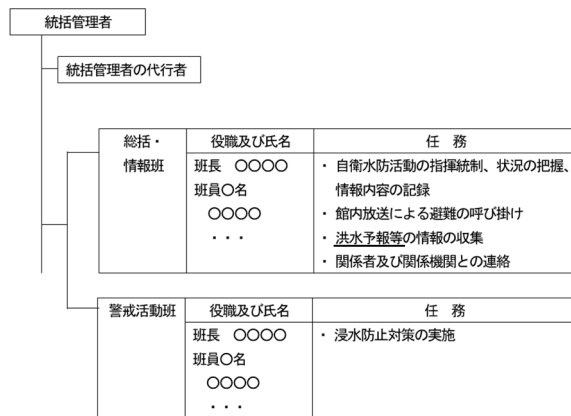 統括管理者
統括管理者の代行者
総括・
情報班
役職及び氏名
任 務
班長 〇〇〇〇
班員〇名
〇〇〇〇
・・・
・ 自衛水防活動の指揮統制、状況の把握、
情報内容の記録
・ 館内放送による避難の呼び掛け
・ 洪水予報等の情報の収集
・ 関係者及び関係機関との連絡
警戒活動班
役職及び氏名
任 務
班長 〇〇〇〇
班員〇名
〇〇〇〇
・・・
・ 浸水防止対策の実施